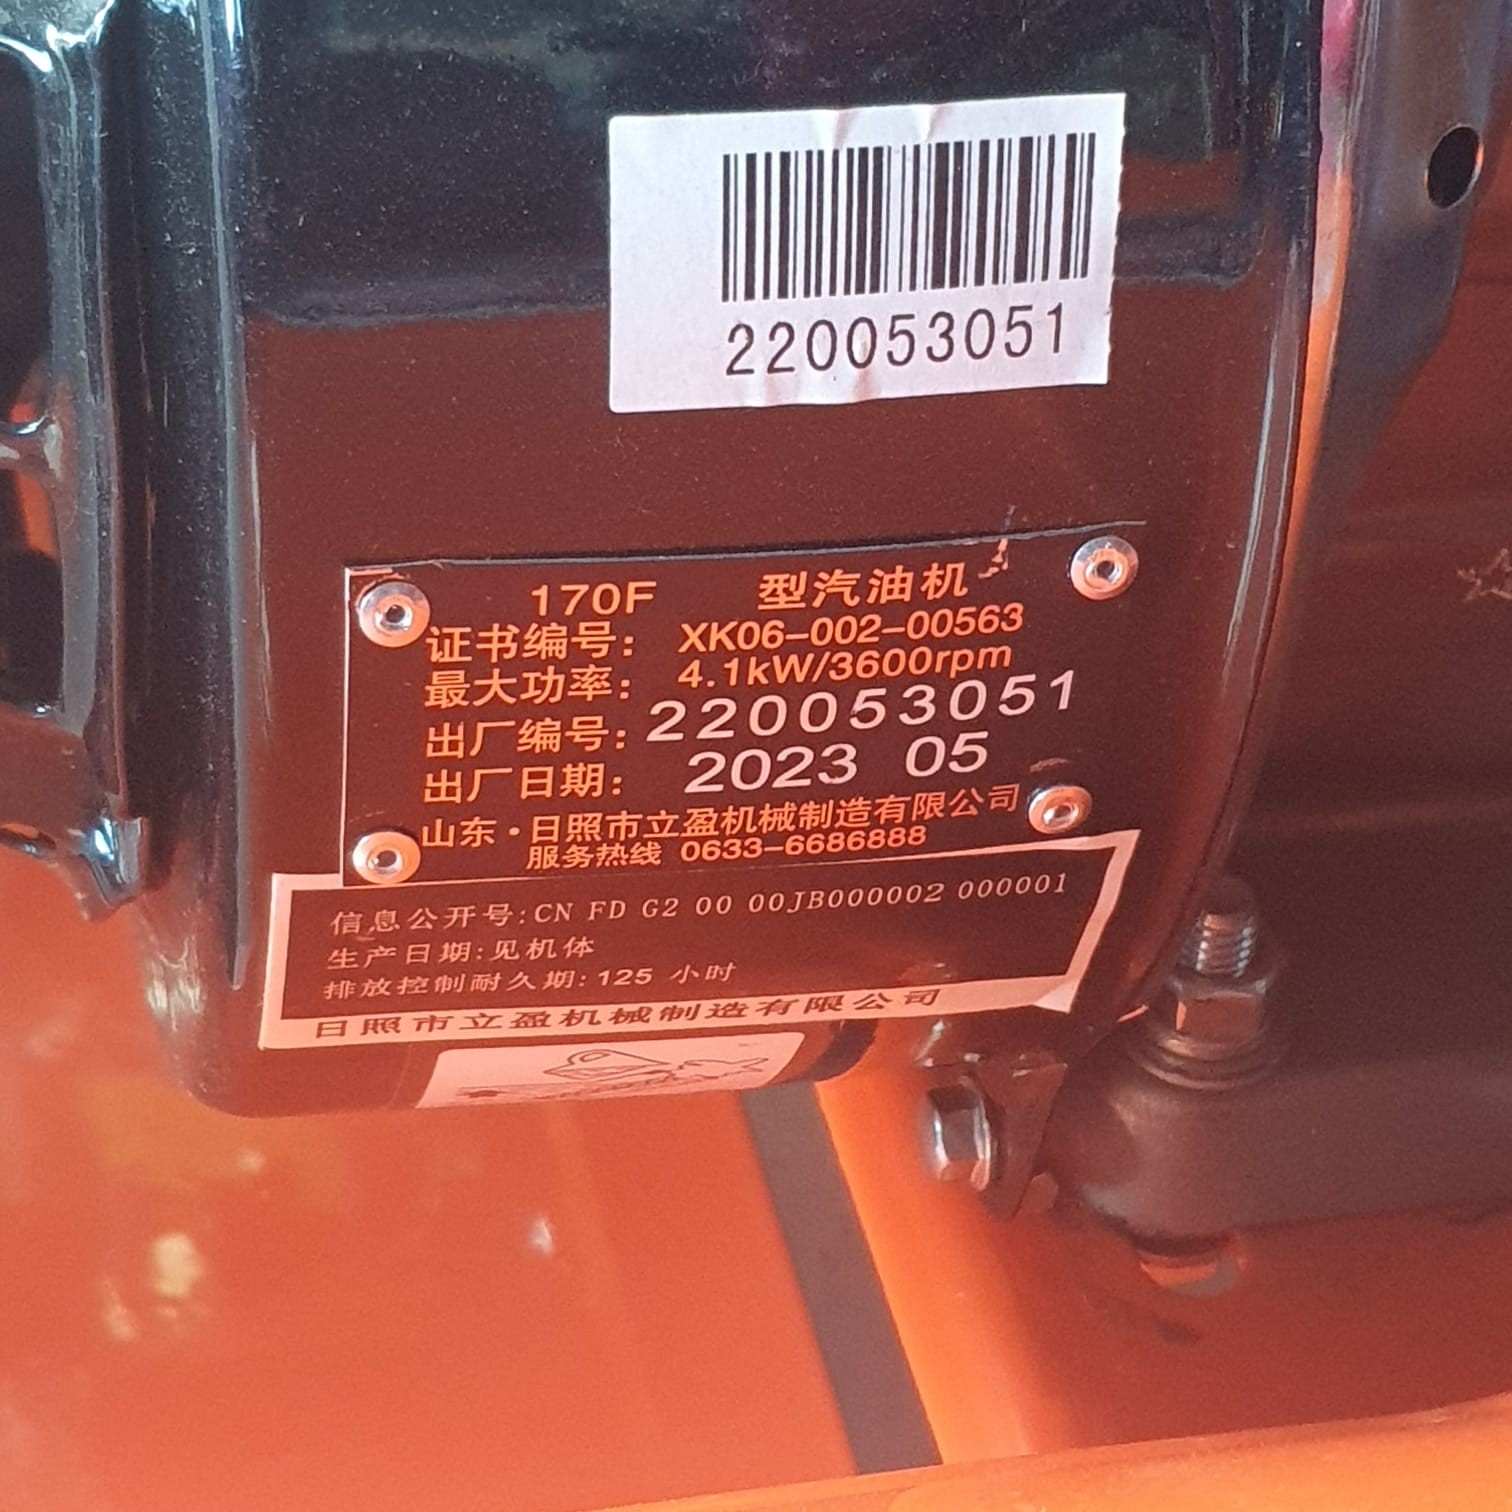 220053051
170F 型汽油机
证书编号: XK06-002-00563
最大功率: 4.1kW/3600rpm
出厂编号: 220053051
出厂日期: 2023 05
山东·日照市立盈机械制造有限公司
服务热线 0633-6686888
信息公开号:CN FD G2 00 00JB000002 000001
生产日期:见机体
排放控制耐久期: 125 小时
日照市立盈机械制造有限公司